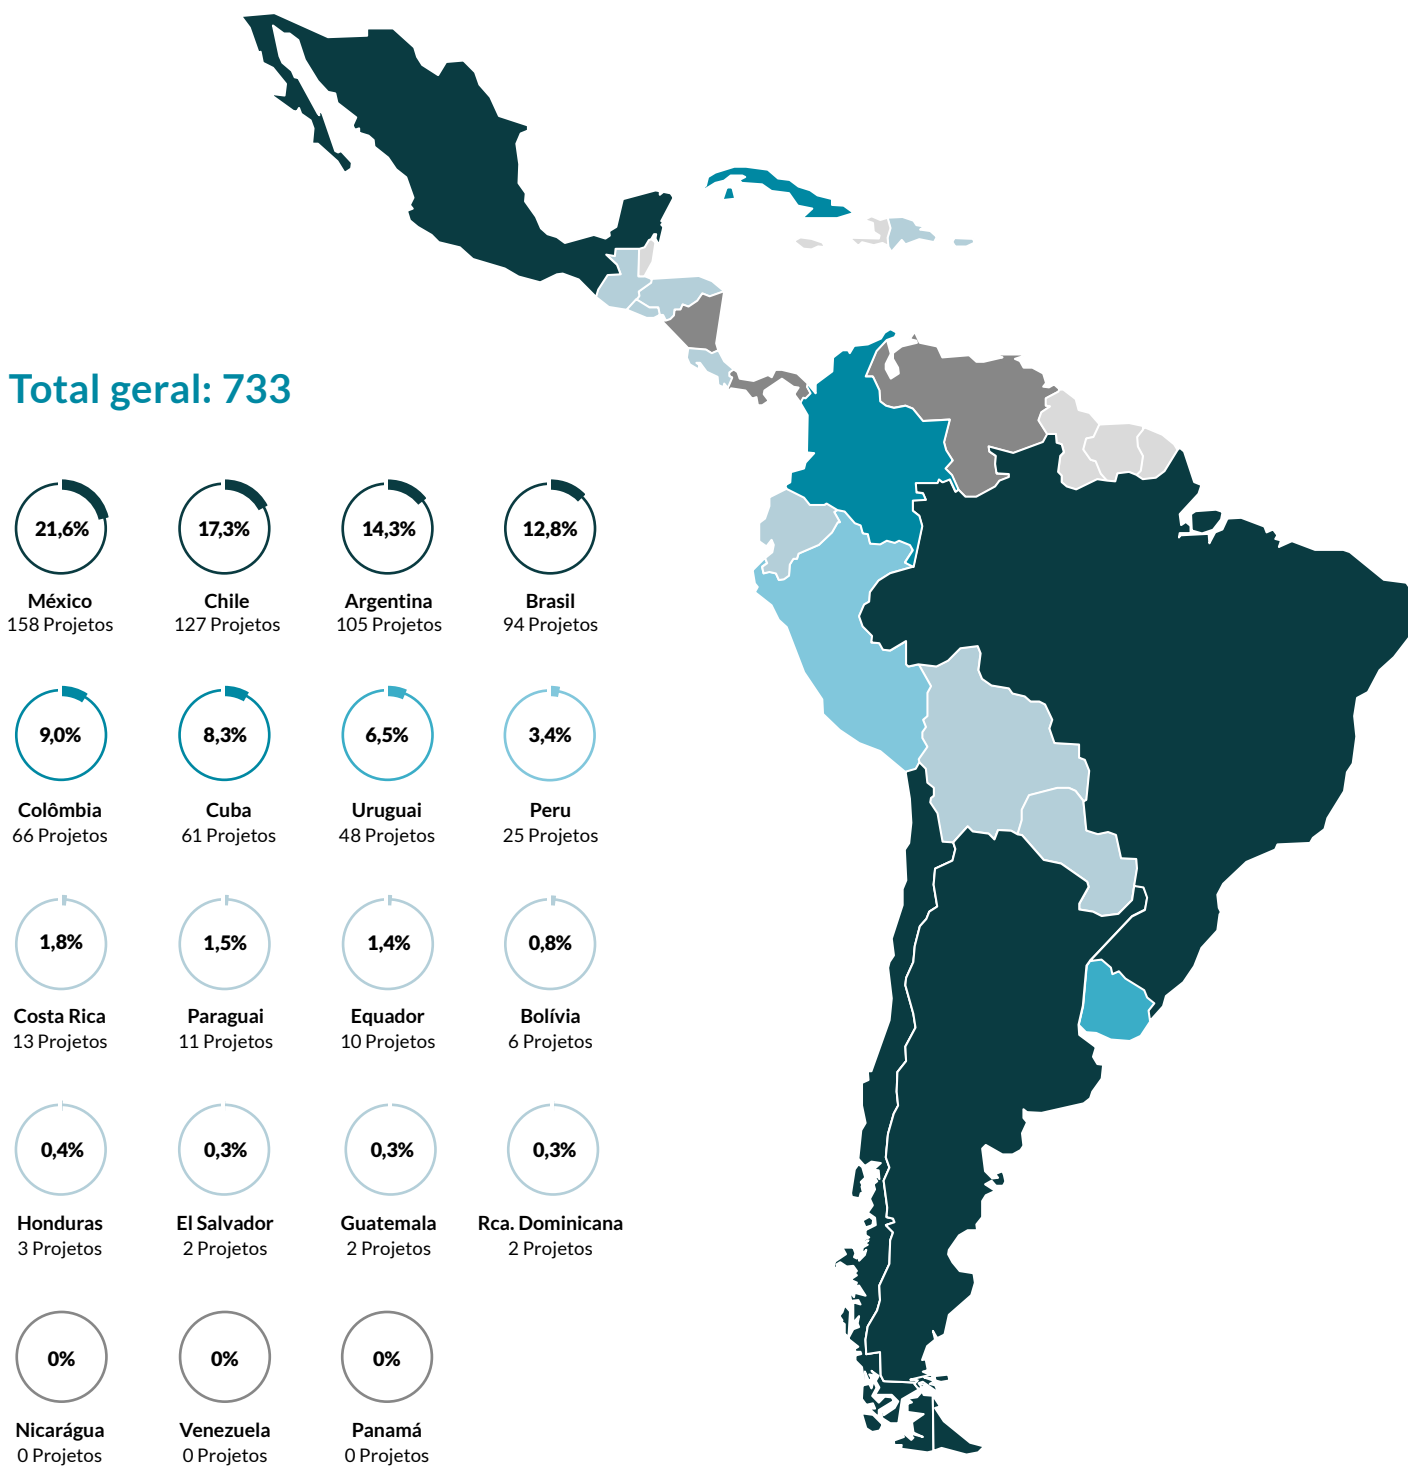 Total geral: 733
21,6%
17,3%
14,3%
12,8%
México
Chile
Argentina
Brasil
158 Projetos
127 Projetos
105 Projetos
94 Projetos
9,0%
8,3%
6,5%
3,4%
Colômbia
Cuba
Uruguai
Peru
66 Projetos
61 Projetos
48 Projetos
25 Projetos
1,8%
1,5%
1,4%
0,8%
Costa Rica
Paraguai
Equador
Bolívia
13 Projetos
11 Projetos
10 Projetos
6 Projetos
0,4%
0,3%
0,3%
0,3%
Honduras
El Salvador
Guatemala
Rca. Dominicana
3 Projetos
2 Projetos
2 Projetos
2 Projetos
0%
0%
0%
Nicarágua
Venezuela
Panamá
0 Projetos
0 Projetos
0 Projetos